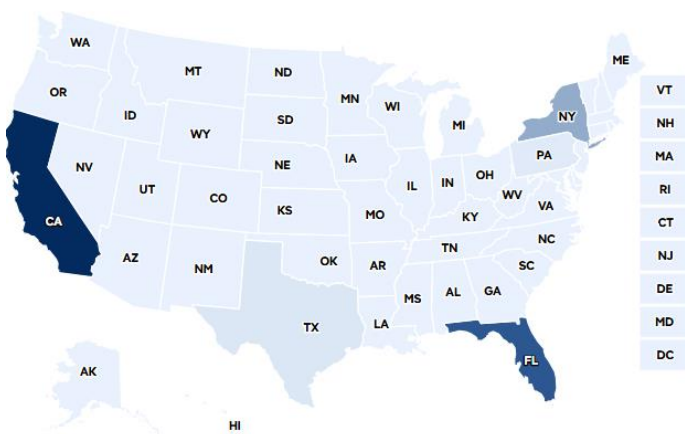 WA
ME
MT
ND
VT
OR
MN
NY
ID
WI
SD
NH
MI
WY
PA
MA
IA
NE
NV
OH
IL
IN
RI
UT
CO
WV
VA
KS
MO
KY
CT
CA
NC
TN
NJ
AZ
OK
AR
SC
NM
DE
MS
AL
GA
MD
TX
LA
DC
FL
AK
HI